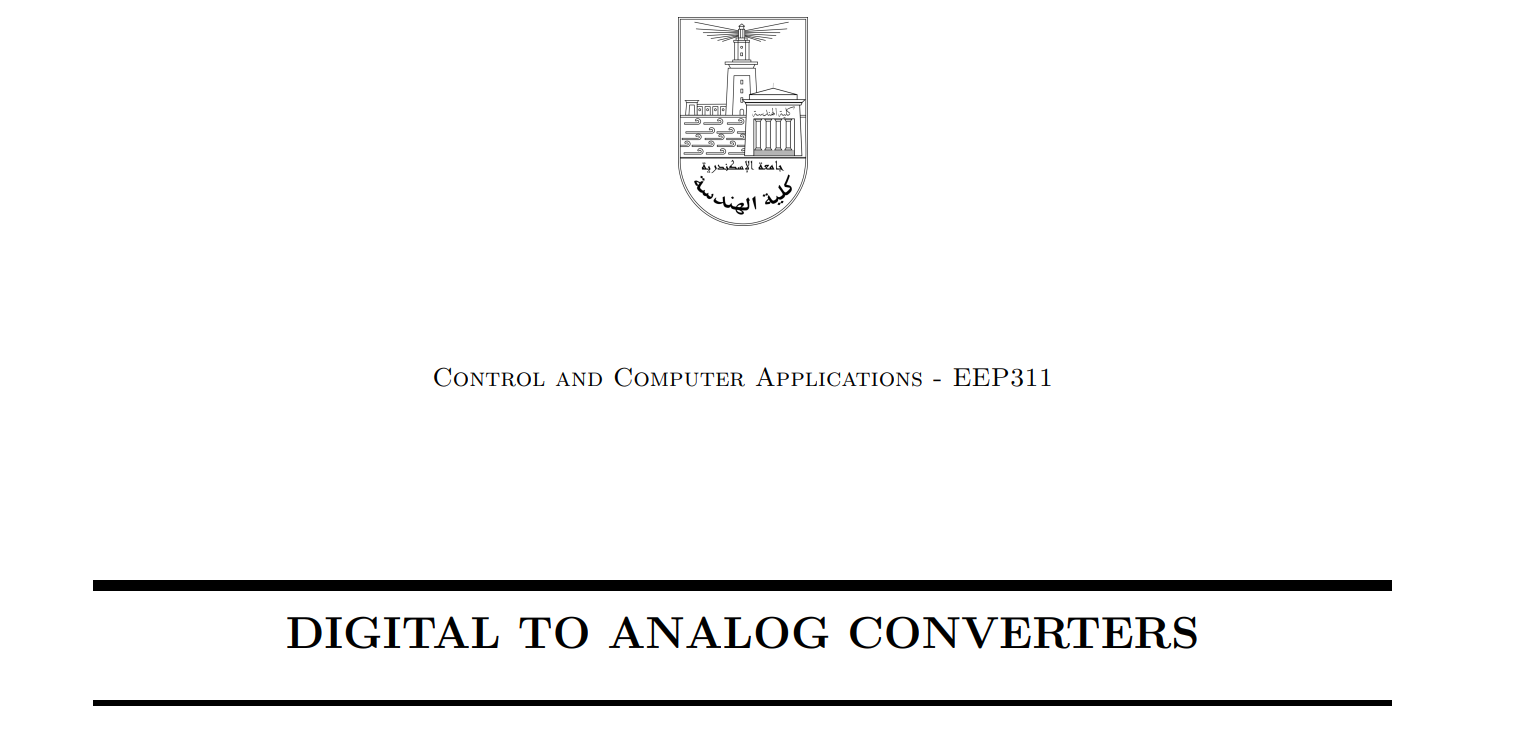 كلية الهندسة
جامعة الإسكندرية
كلية الهندسة
Control and Computer Applications - EEP311
DIGITAL TO ANALOG CONVERTERS